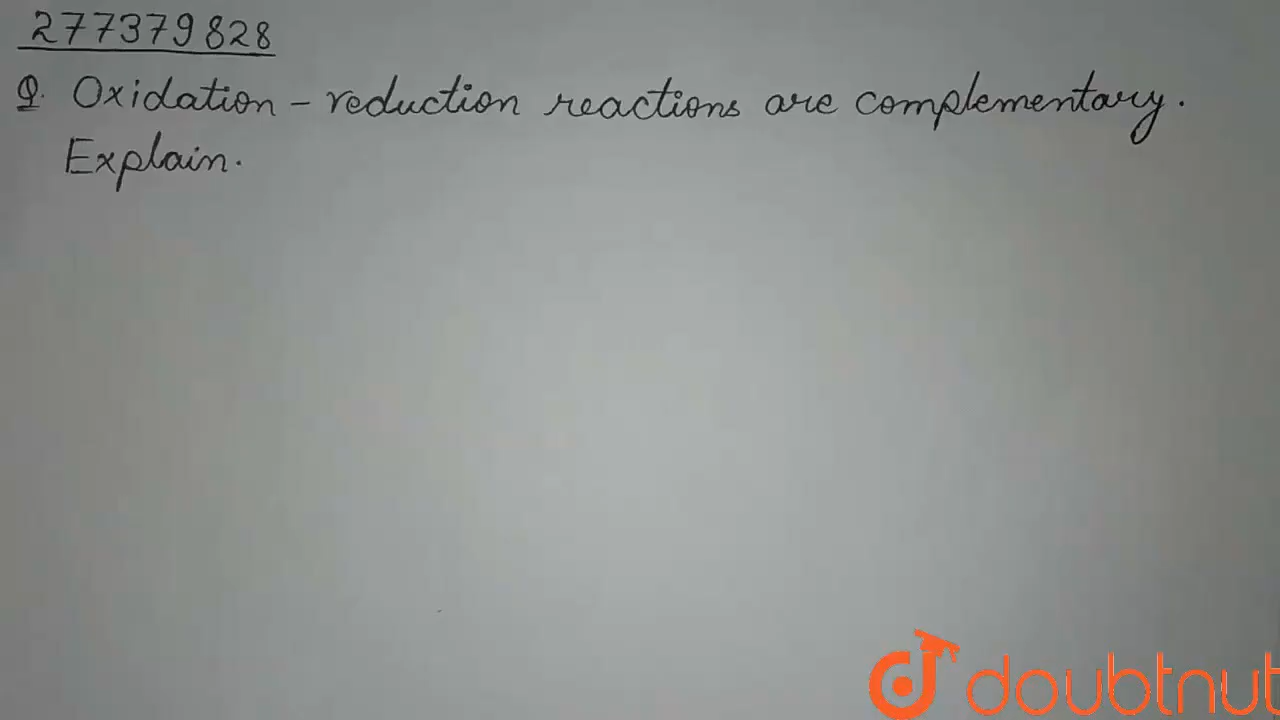 277379828
Q. Oxidation - reduction reactions are complementary.
Explain.
doubtnut